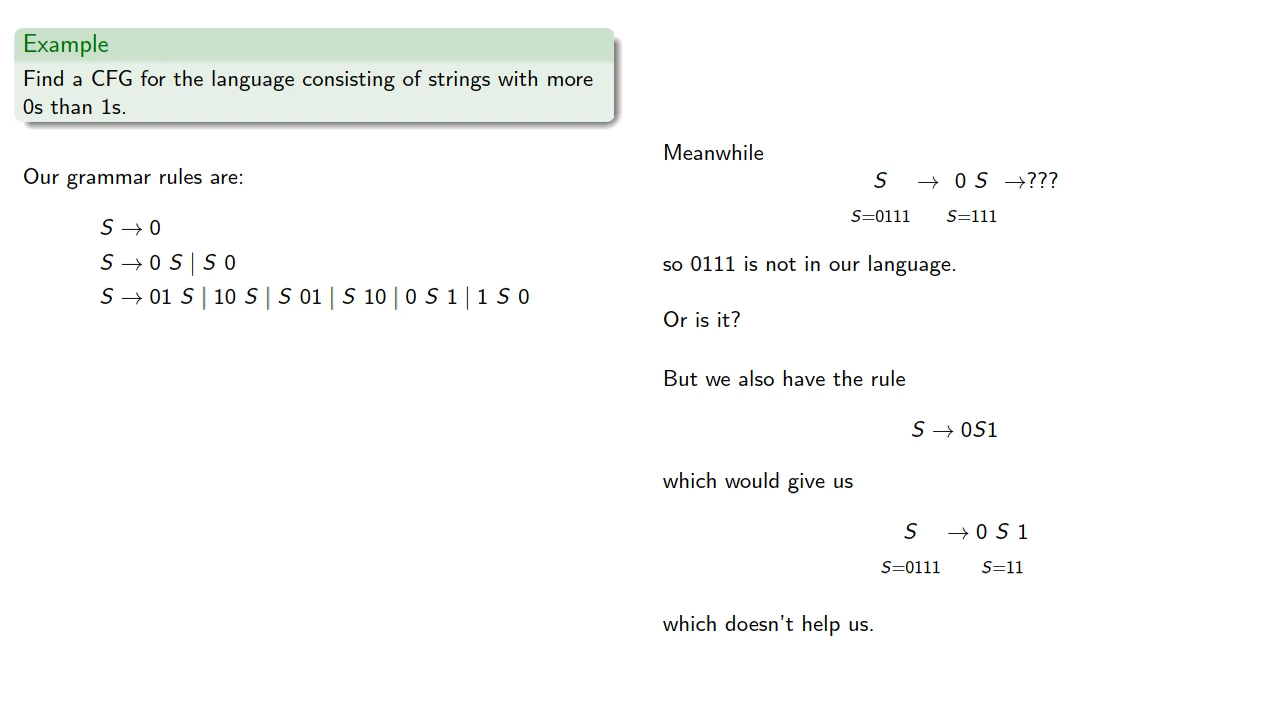 Example
Find a CFG for the language consisting of strings with more
0s than 1s.
Our grammar rules are:
S → 0
S → 0 S | S 0
S → 01 S | 10 S | S 01 | S 10 | 0 S 1 | 1 S 0
Meanwhile
S → 0 S →???
S=0111 S=111
so 0111 is not in our language.
Or is it?
But we also have the rule
S → 0S1
which would give us
S → 0 S 1
S=0111 S=11
which doesn't help us.